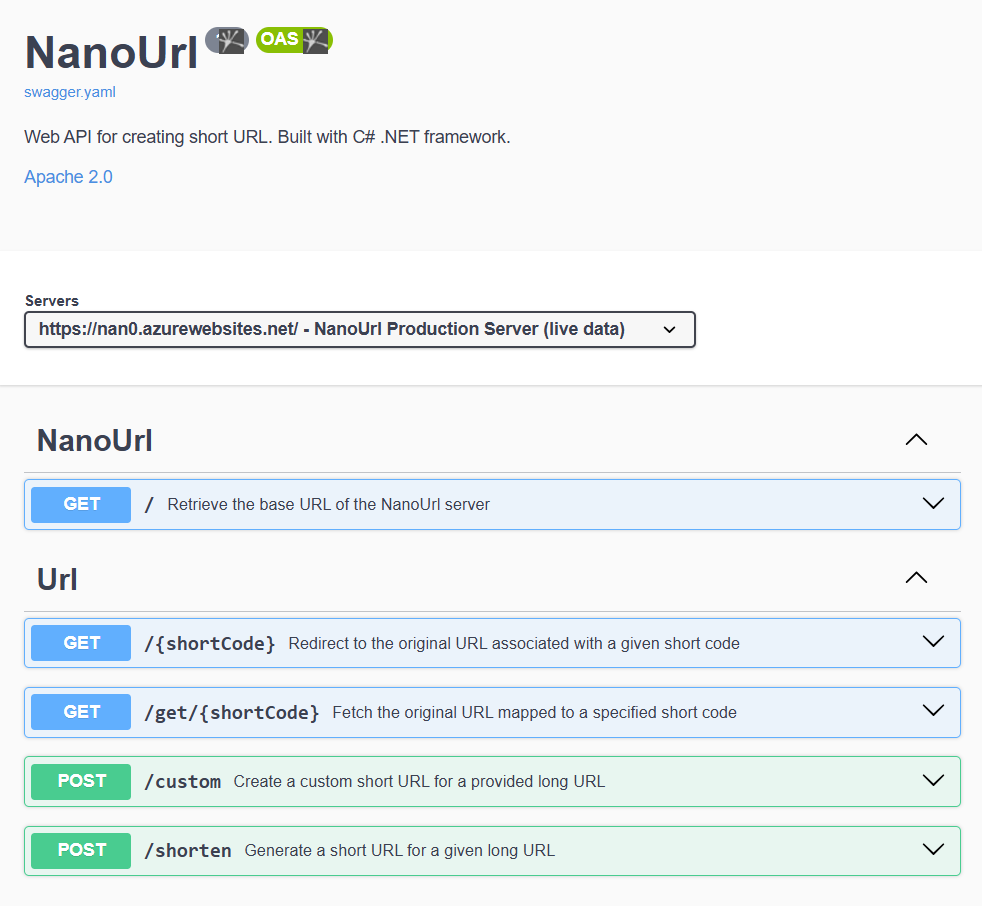 NanoUrl
OAS
swagger.yaml
Web API for creating short URL. Built with C# .NET framework.
Apache 2.0
Servers
https://nan0.azurewebsites.net/ - NanoUrl Production Server (live data)
NanoUrl
GET / Retrieve the base URL of the NanoUrl server
Url
GET /{shortCode} Redirect to the original URL associated with a given short code
GET /get/{shortCode} Fetch the original URL mapped to a specified short code
POST /custom Create a custom short URL for a provided long URL
POST /shorten Generate a short URL for a given long URL